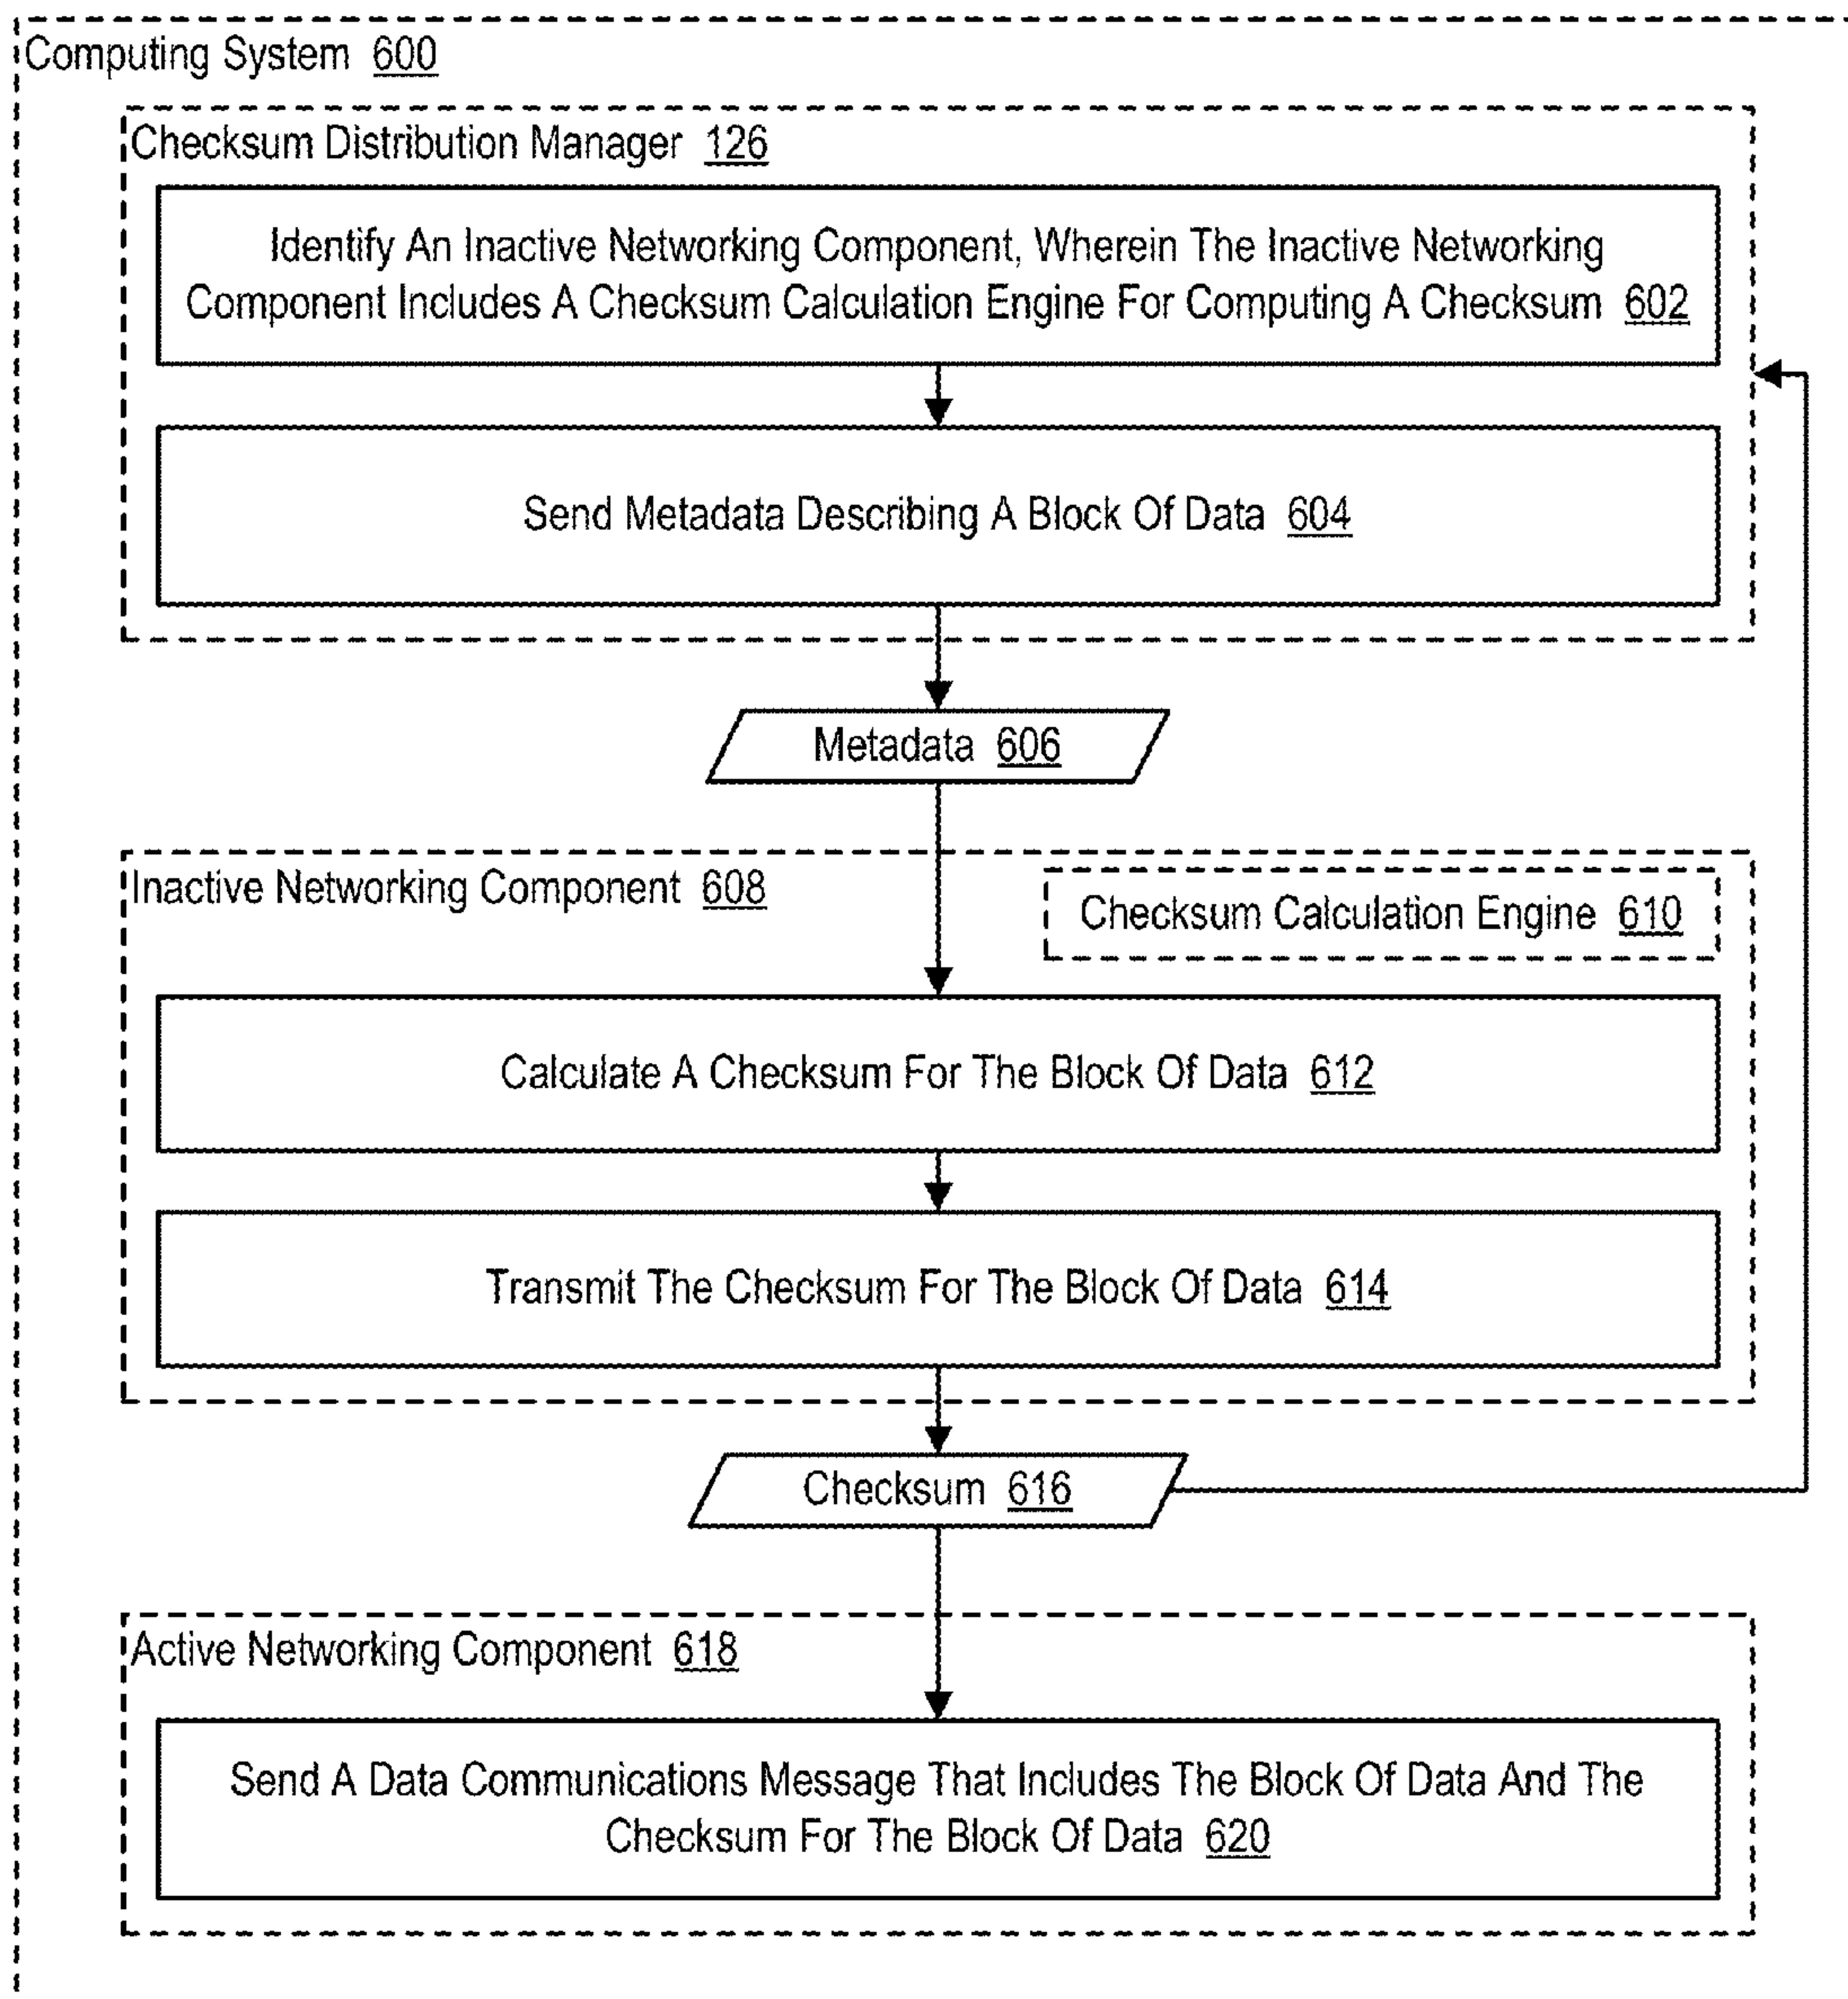 Computing System 600
Checksum Distribution Manager 126
Identify An Inactive Networking Component, Wherein The Inactive Networking
Component Includes A Checksum Calculation Engine For Computing A Checksum 602
Send Metadata Describing A Block Of Data 604
Metadata 606
Inactive Networking Component 608
Checksum Calculation Engine 610
Calculate A Checksum For The Block Of Data 612
Transmit The Checksum For The Block Of Data 614
Checksum 616
Active Networking Component 618
Send A Data Communications Message That Includes The Block Of Data And The
Checksum For The Block Of Data 620